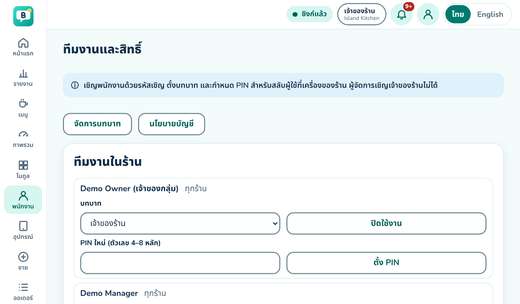 B
ซิงก์แล้ว
เจ้าของร้าน
Island Kitchen
9+
ไทย
English
หน้าแรก
รายงาน
เมนู
ภาพรวม
โมดูล
พนักงาน
อุปกรณ์
ขาย
ออเดอร์
ทีมงานและสิทธิ์
เชิญพนักงานด้วยรหัสเชิญ ตั้งบทบาท และกำหนด PIN สำหรับสลับผู้ใช้ที่เครื่องของร้าน ผู้จัดการเชิญเจ้าของร้านไม่ได้
จัดการบทบาท
นโยบายบัญชี
ทีมงานในร้าน
Demo Owner (เจ้าของกลุ่ม) ทุกร้าน
บทบาท
เจ้าของร้าน
ปิดใช้งาน
PIN ใหม่ (ตัวเลข 4–8 หลัก)
ตั้ง PIN
Demo Manager ทุกร้าน